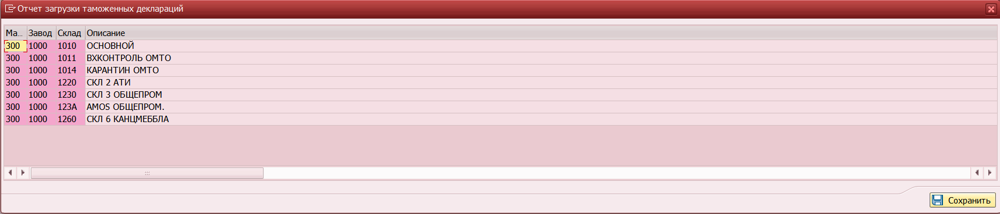 Отчет загрузки таможенных деклараций
Ма... Завод Склад Описание
300 1000 1010 ОСНОВНОЙ
300 1000 1011 ВХКОНТРОЛЬ ОМТО
300 1000 1014 КАРАНТИН ОМТО
300 1000 1220 СКЛ 2 АТИ
300 1000 1230 СКЛ 3 ОБЩЕПРОМ
300 1000 123A AMOS ОБЩЕПРОМ.
300 1000 1260 СКЛ 6 КАНЦМЕББЛА
Сохранить